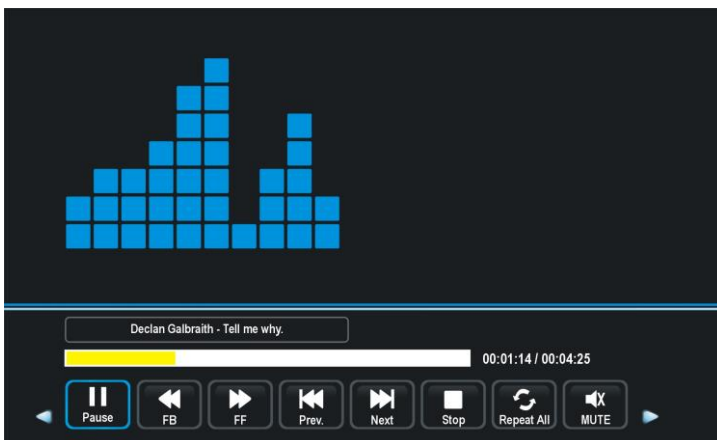 Declan Galbraith - Tell me why.
00:01:14 / 00:04:25
Pause FB FF Prev. Next Stop Repeat All MUTE